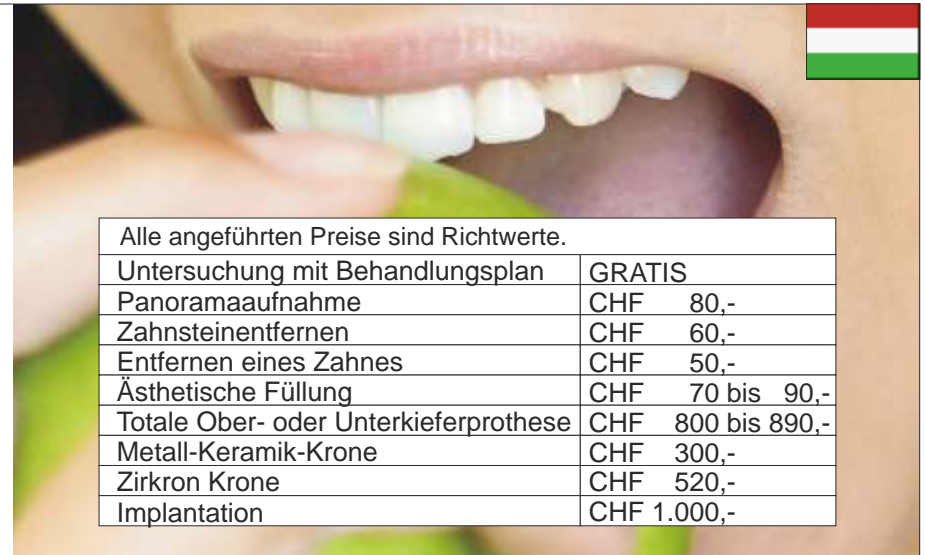 Alle angeführten Preise sind Richtwerte.
Untersuchung mit Behandlungsplan GRATIS
Panoramaaufnahme CHF 80,-
Zahnsteinentfernen CHF 60,-
Entfernen eines Zahnes CHF 50,-
Ästhetische Füllung CHF 70 bis 90,-
Totale Ober- oder Unterkieferprothese CHF 800 bis 890,-
Metall-Keramik-Krone CHF 300,-
Zirkron Krone CHF 520,-
Implantation CHF 1.000,-